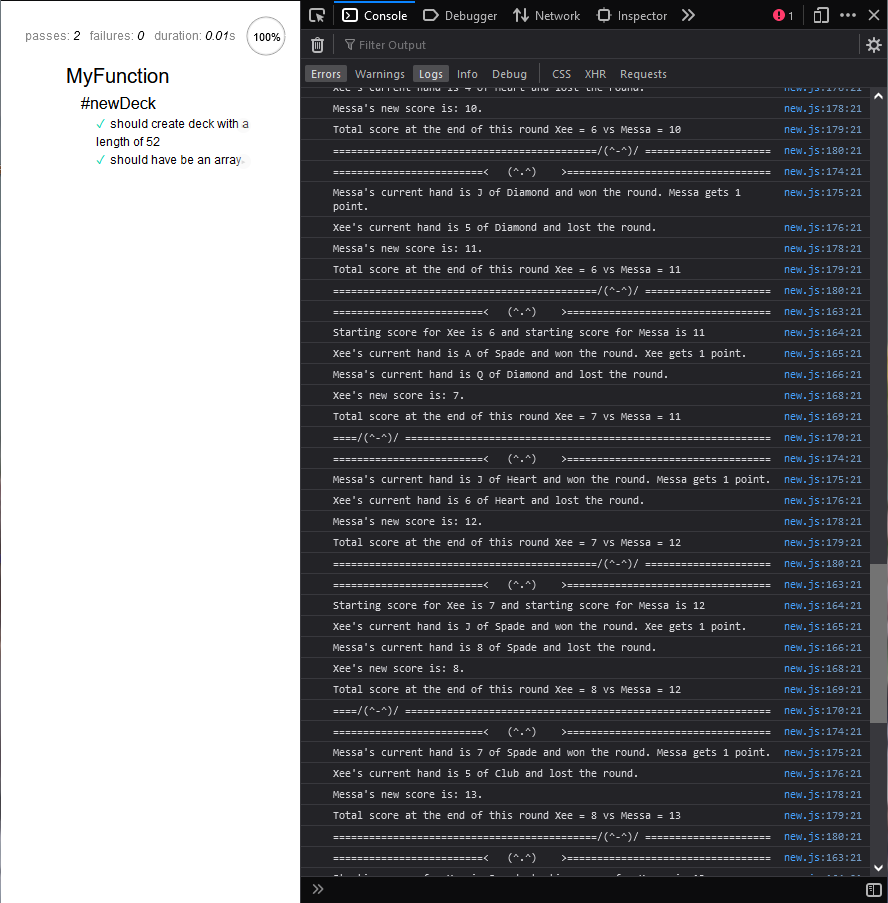 passes: 2 failures: 0 duration: 0.01s 100%
MyFunction
#newDeck
✓ should create deck with a
length of 52
✓ should have be an array.
Console Debugger Network Inspector 1
Filter Output
Errors Warnings Logs Info Debug CSS XHR Requests
Xee's current hand is 4 of Heart and lost the round. new.js:176:21
Messa's new score is: 10. new.js:178:21
Total score at the end of this round Xee = 6 vs Messa = 10 new.js:179:21
============================================/(^-^)/ ===================== new.js:180:21
=========================< (^.^) >================================== new.js:174:21
Messa's current hand is J of Diamond and won the round. Messa gets 1 new.js:175:21
point.
Xee's current hand is 5 of Diamond and lost the round. new.js:176:21
Messa's new score is: 11. new.js:178:21
Total score at the end of this round Xee = 6 vs Messa = 11 new.js:179:21
============================================/(^-^)/ ===================== new.js:180:21
=========================< (^.^) >================================== new.js:163:21
Starting score for Xee is 6 and starting score for Messa is 11 new.js:164:21
Xee's current hand is A of Spade and won the round. Xee gets 1 point. new.js:165:21
Messa's current hand is Q of Diamond and lost the round. new.js:166:21
Xee's new score is: 7. new.js:168:21
Total score at the end of this round Xee = 7 vs Messa = 11 new.js:169:21
====/(^-^)/ ============================================================= new.js:170:21
=========================< (^.^) >================================== new.js:174:21
Messa's current hand is J of Heart and won the round. Messa gets 1 point. new.js:175:21
Xee's current hand is 6 of Heart and lost the round. new.js:176:21
Messa's new score is: 12. new.js:178:21
Total score at the end of this round Xee = 7 vs Messa = 12 new.js:179:21
============================================/(^-^)/ ===================== new.js:180:21
=========================< (^.^) >================================== new.js:163:21
Starting score for Xee is 7 and starting score for Messa is 12 new.js:164:21
Xee's current hand is J of Spade and won the round. Xee gets 1 point. new.js:165:21
Messa's current hand is 8 of Spade and lost the round. new.js:166:21
Xee's new score is: 8. new.js:168:21
Total score at the end of this round Xee = 8 vs Messa = 12 new.js:169:21
====/(^-^)/ ============================================================= new.js:170:21
=========================< (^.^) >================================== new.js:174:21
Messa's current hand is 7 of Spade and won the round. Messa gets 1 point. new.js:175:21
Xee's current hand is 5 of Club and lost the round. new.js:176:21
Messa's new score is: 13. new.js:178:21
Total score at the end of this round Xee = 8 vs Messa = 13 new.js:179:21
============================================/(^-^)/ ===================== new.js:180:21
=========================< (^.^) >================================== new.js:163:21